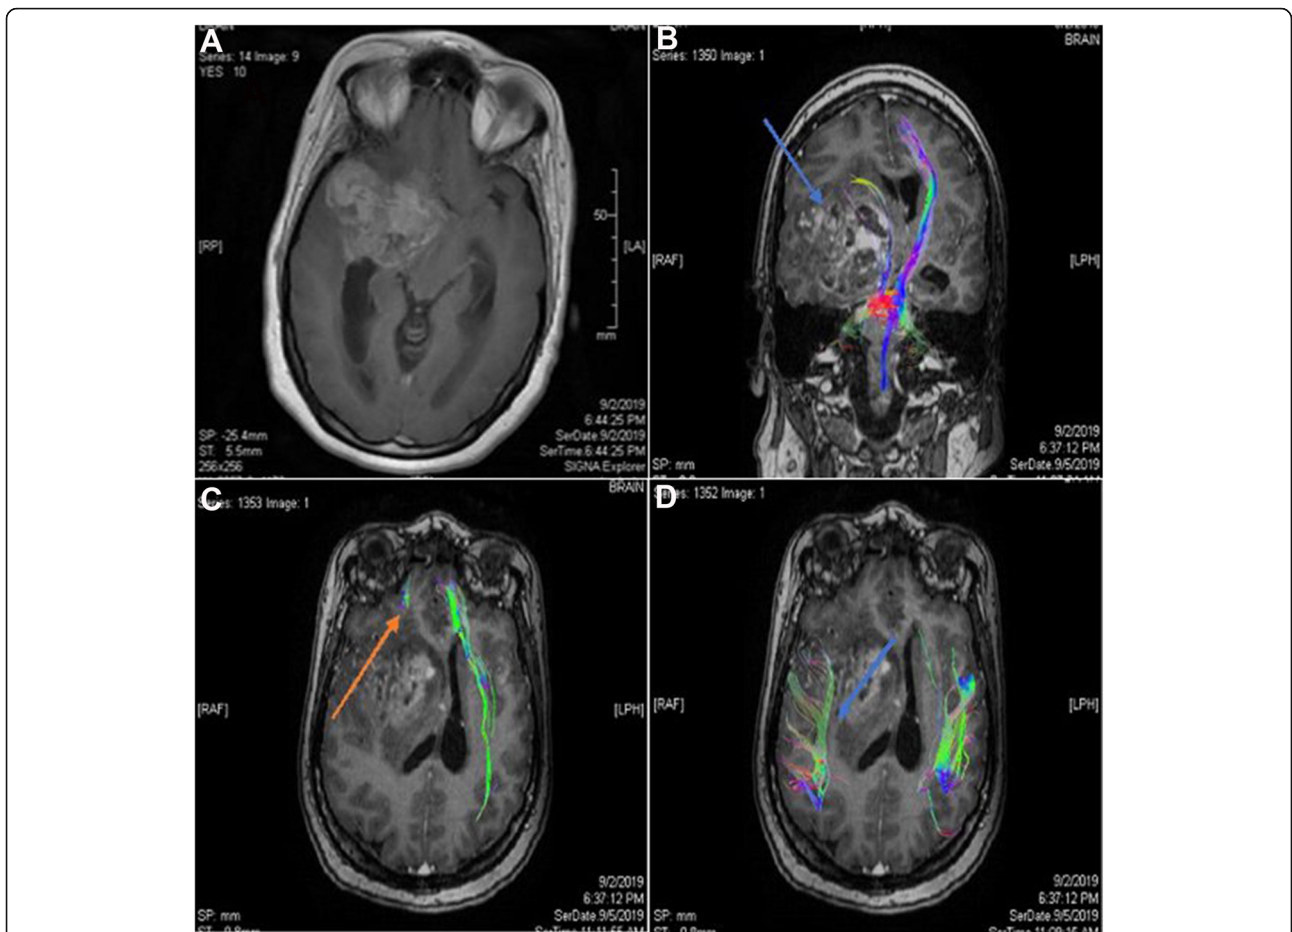 A
Series: 14 Image: 9
YES 10
50
[RP]
[LA]
mm
9/2/2019
6:44:25 PM
SP: -25.4mm
SerDate:9/2/2019
ST: 5.5mm
SerTime:6:44:25 PM
256x256
SIGNA Explorer
B
BRAIN
Series: 1350 Image: 1
[RAF]
[LPH]
9/2/2019
6:37:12 PM
SP: mm
SerDate:9/5/2019
C
BRAIN
Series: 1353 Image: 1
[RAF]
[LPH]
9/2/2019
6:37:12 PM
SP: mm
SerDate:9/5/2019
D
Series: 1352 Image: 1
[RAF]
[LPH]
9/2/2019
6:37:12 PM
SP: mm
SerDate:9/5/2019